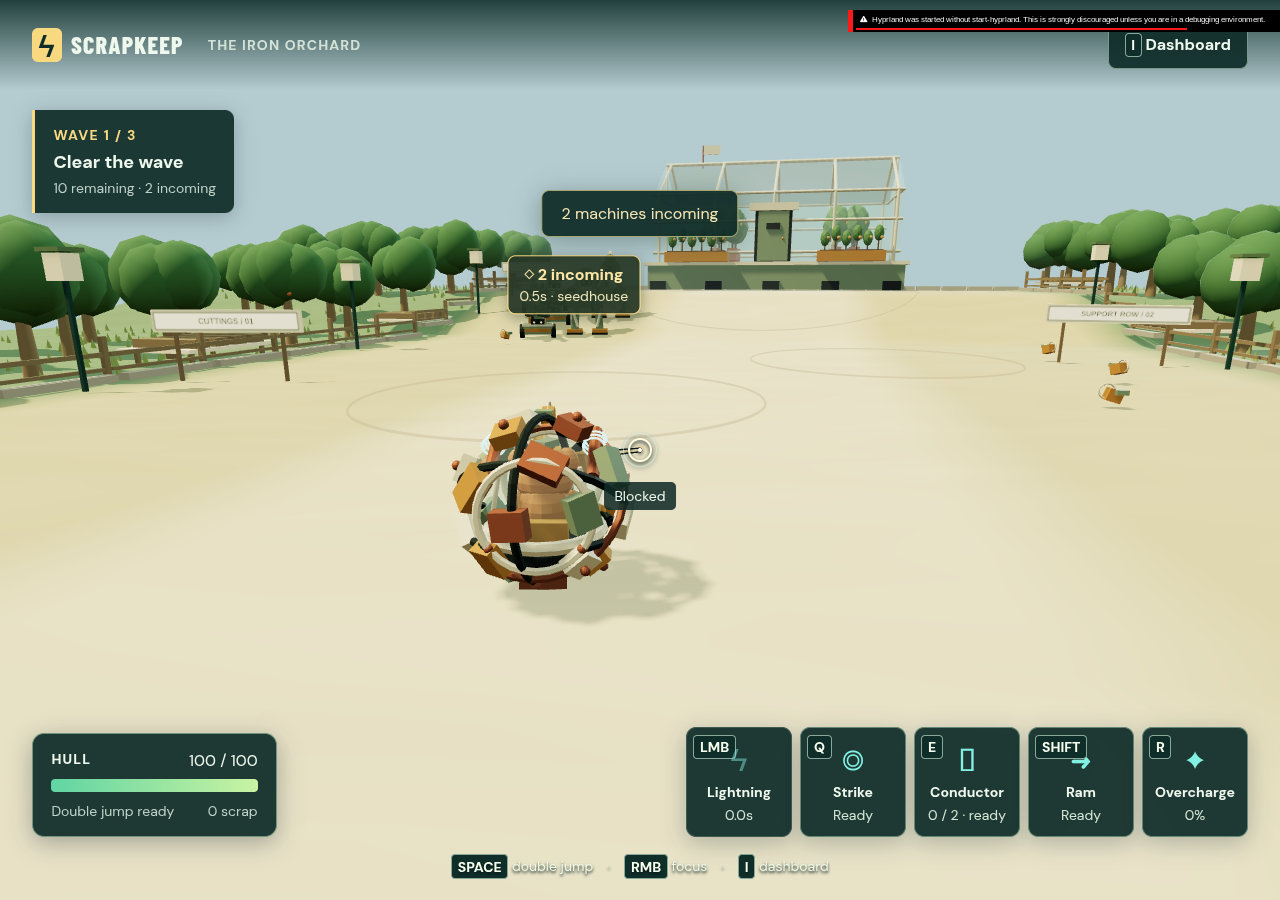 Hyprland was started without start-hyprland. This is strongly discouraged unless you are in a debugging environment.
SCRAPKEEP THE IRON ORCHARD
I Dashboard
WAVE 1 / 3
Clear the wave
10 remaining · 2 incoming
2 machines incoming
◇ 2 incoming
0.5s · seedhouse
CUTTINGS / 01
SUPPORT ROW / 02
Blocked
HULL 100 / 100
Double jump ready 0 scrap
LMB
Lightning
0.0s
Q
Strike
Ready
E
Conductor
0 / 2 · ready
SHIFT
Ram
Ready
R
Overcharge
0%
SPACE double jump · RMB focus · I dashboard